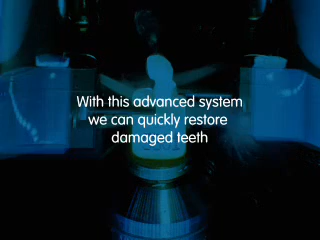 With this advanced system
we can quickly restore
damaged teeth